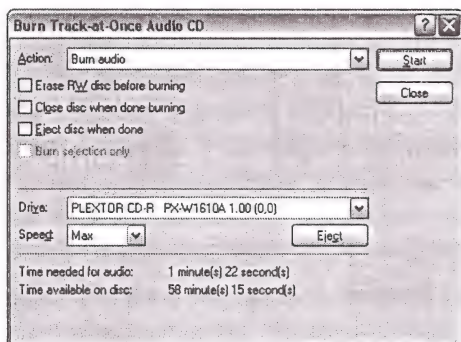 Burn Track-at-Once Audio CD
Action: Burn audio Start
Erase RW disc before burning Close
Close disc when done burning
Eject disc when done
Burn selection only
Drive: PLEXTOR CD-R PX-W1610A 1.00 (0,0)
Speed: Max Eject
Time needed for audio: 1 minute(s) 22 second(s)
Time available on disc: 58 minute(s) 15 second(s)